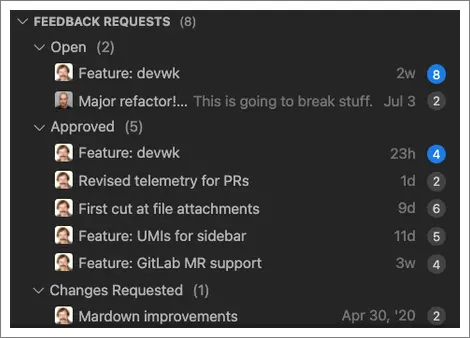 FEEDBACK REQUESTS (8)
Open (2)
Feature: devwk 2w 8
Major refactor!... This is going to break stuff. Jul 3 2
Approved (5)
Feature: devwk 23h 4
Revised telemetry for PRs 1d 2
First cut at file attachments 9d 6
Feature: UMIs for sidebar 11d 5
Feature: GitLab MR support 3w 4
Changes Requested (1)
Mardown improvements Apr 30, '20 2